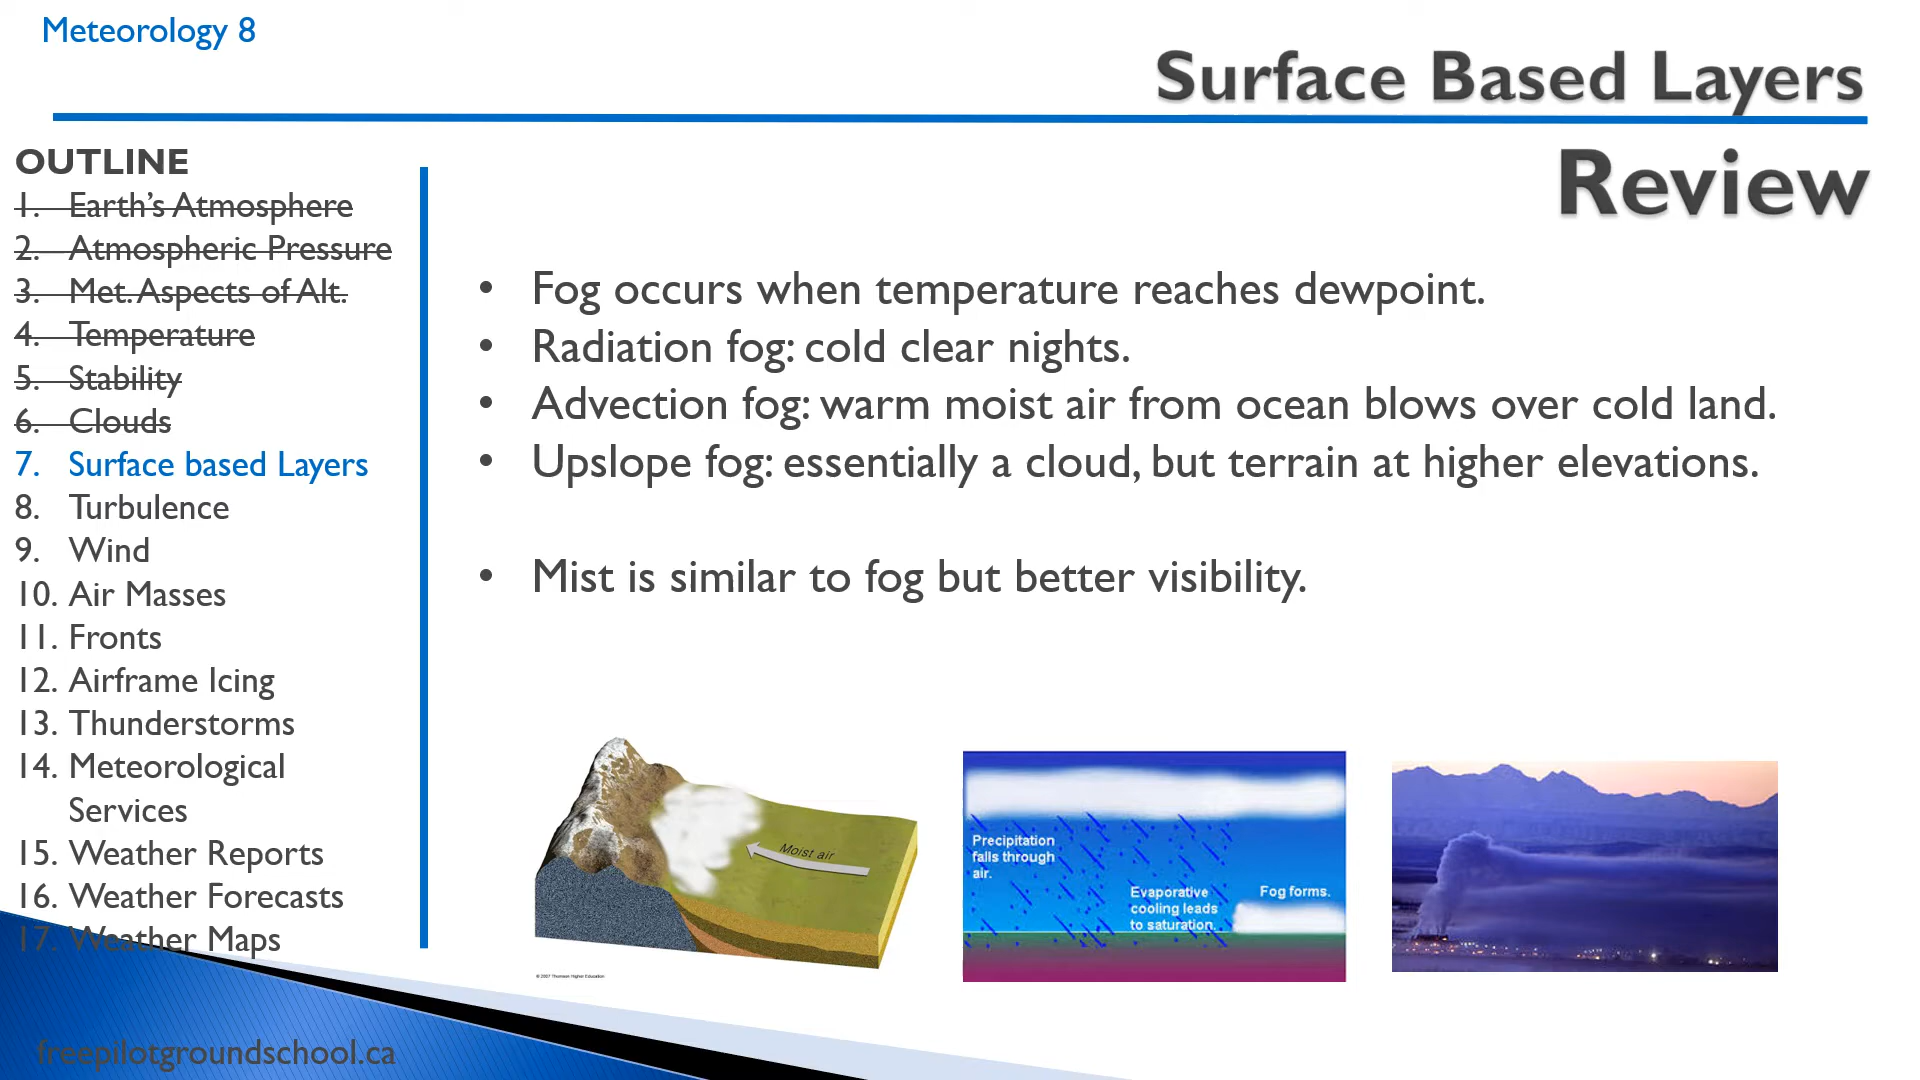 Meteorology 8
Surface Based Layers
Review
OUTLINE
1. Earth's Atmosphere
2. Atmospheric Pressure
3. Met. Aspects of Alt.
4. Temperature
5. Stability
6. Clouds
7. Surface based Layers
8. Turbulence
9. Wind
10. Air Masses
11. Fronts
12. Airframe Icing
13. Thunderstorms
14. Meteorological
Services
15. Weather Reports
16. Weather Forecasts
17. Weather Maps
• Fog occurs when temperature reaches dewpoint.
• Radiation fog: cold clear nights.
• Advection fog: warm moist air from ocean blows over cold land.
• Upslope fog: essentially a cloud, but terrain at higher elevations.
• Mist is similar to fog but better visibility.
Moist air
© 2007 Thomson Higher Education
Precipitation
falls through
air.
Evaporative
cooling leads
to saturation.
Fog forms.
freepilotgroundschool.ca